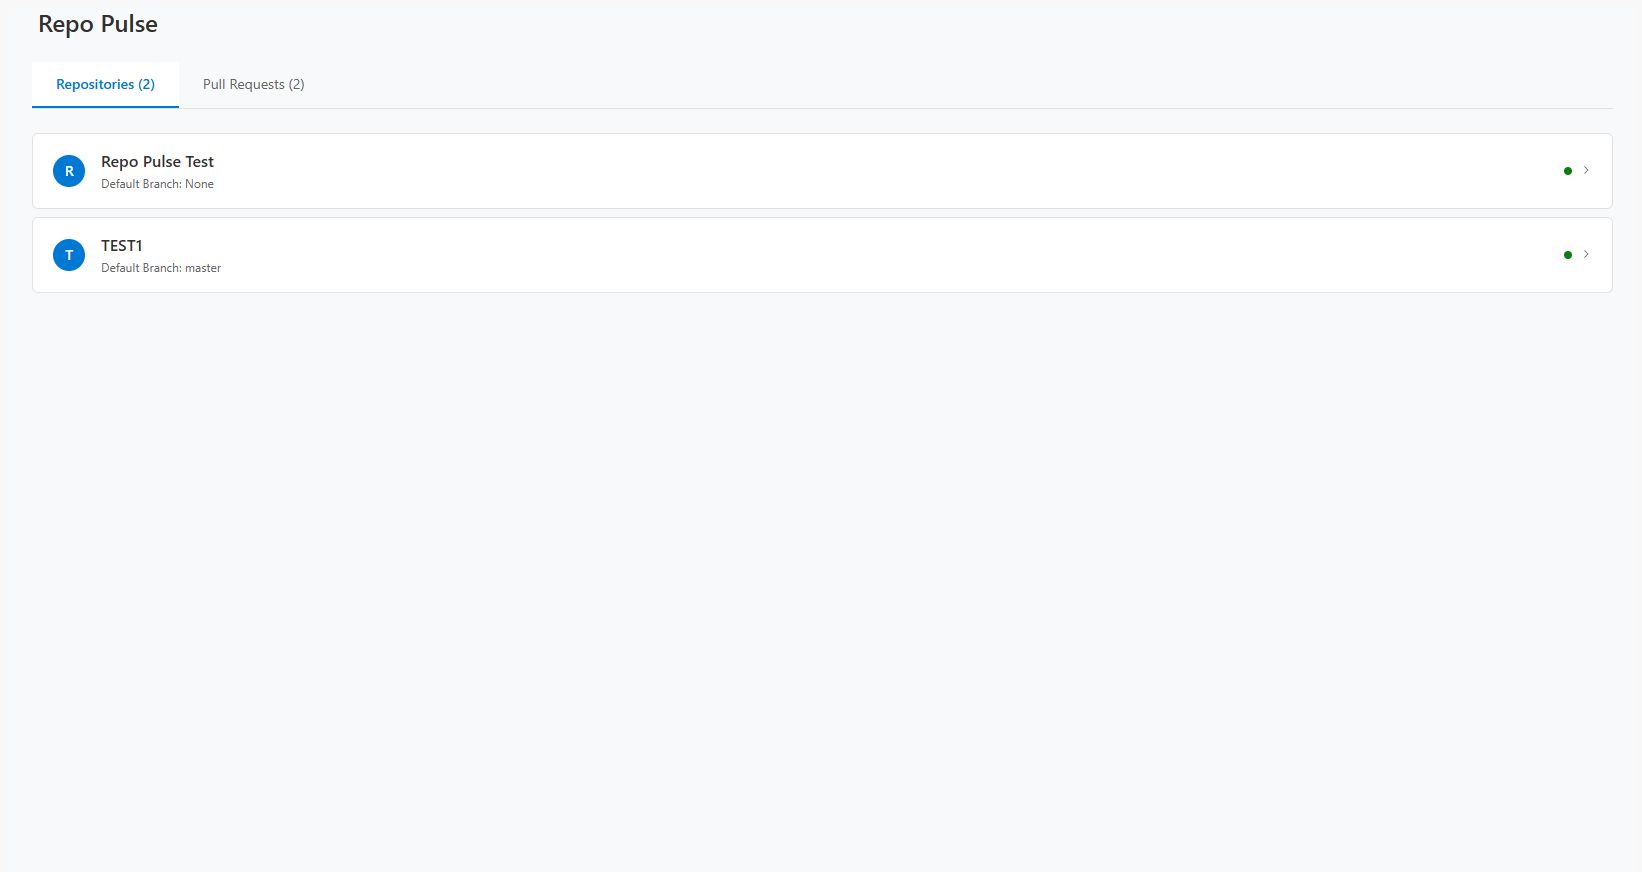 Repo Pulse
Repositories (2)
Pull Requests (2)
R
Repo Pulse Test
Default Branch: None
T
TEST1
Default Branch: master